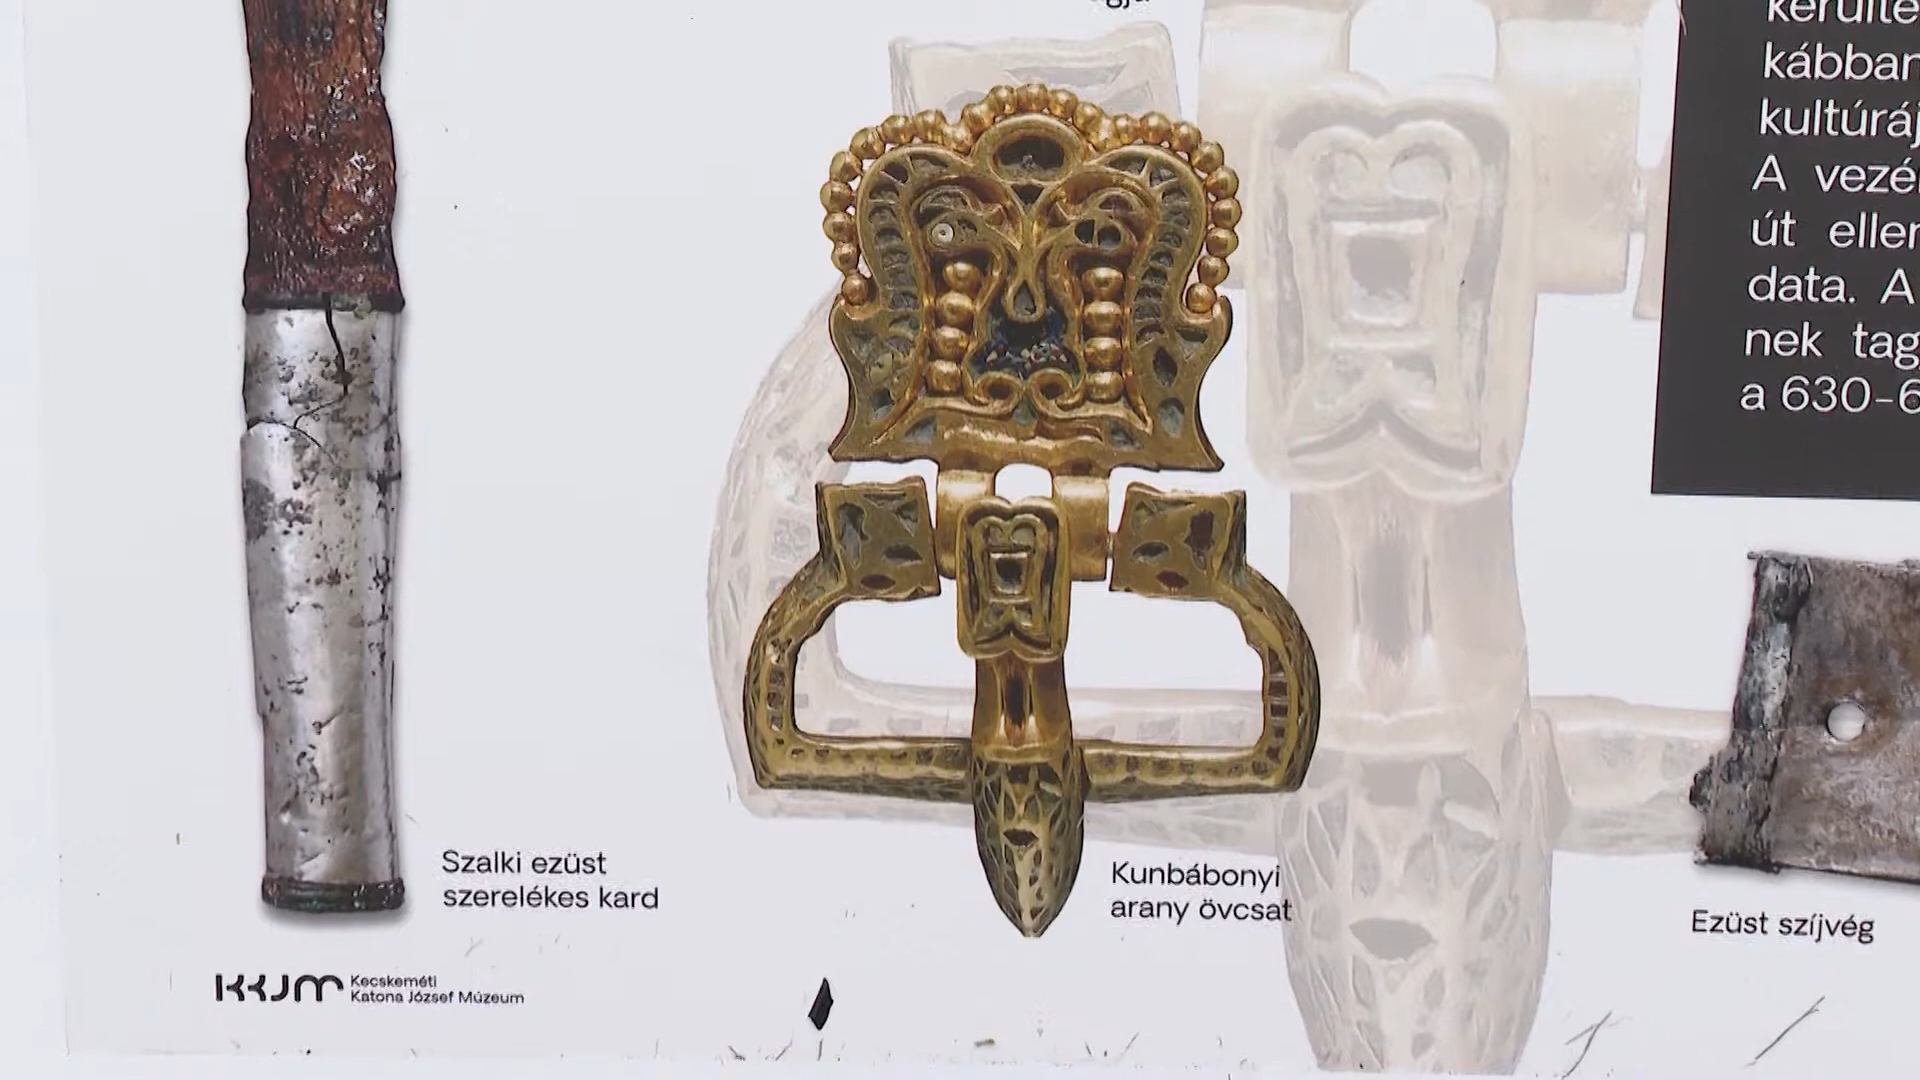 kábban
kultúráj
A vezé
út eller
data. A
nek tag
a 630-6
Szalki ezüst
szerelékes kard
Kunbábonyi
arany övcsat
Ezüst szíjvég
KKJM Kecskeméti
Katona József Múzeum